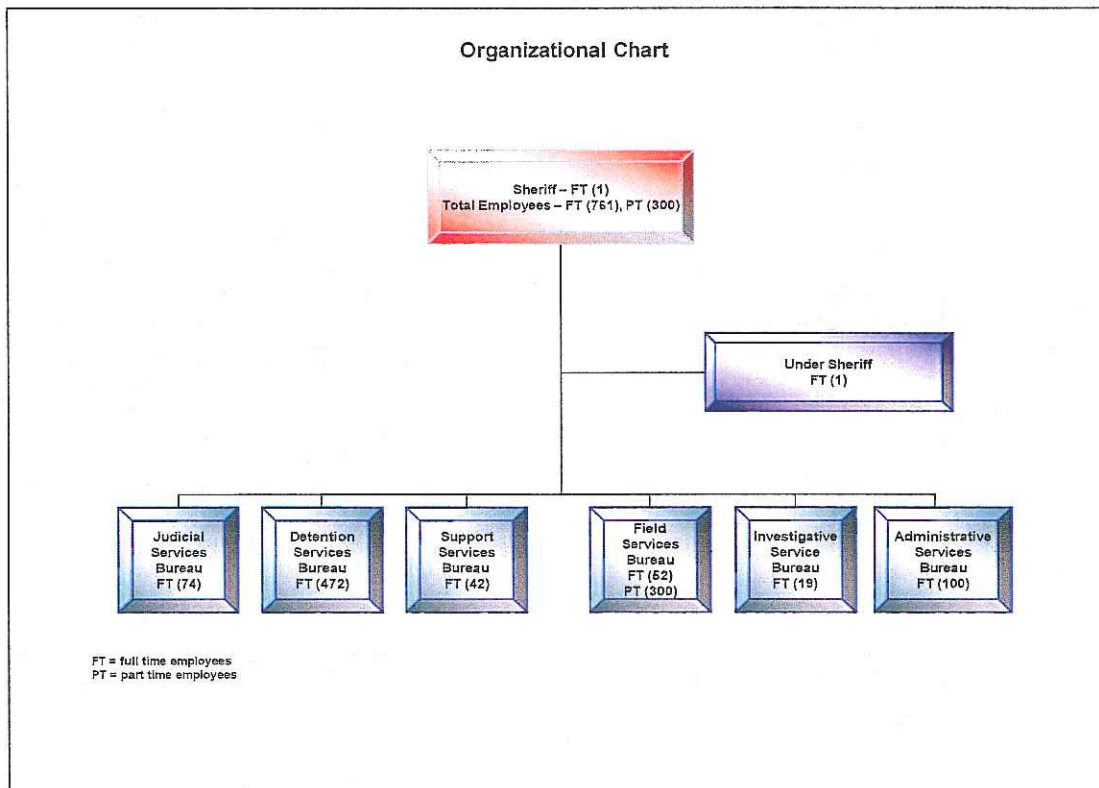 Organizational Chart
Sheriff – FT (1)
Total Employees – FT (761), PT (300)
Under Sheriff
FT (1)
Judicial
Services
Bureau
FT (74)
Detention
Services
Bureau
FT (472)
Support
Services
Bureau
FT (42)
Field
Services
Bureau
FT (52)
PT (300)
Investigative
Service
Bureau
FT (19)
Administrative
Services
Bureau
FT (100)
FT = full time employees
PT = part time employees